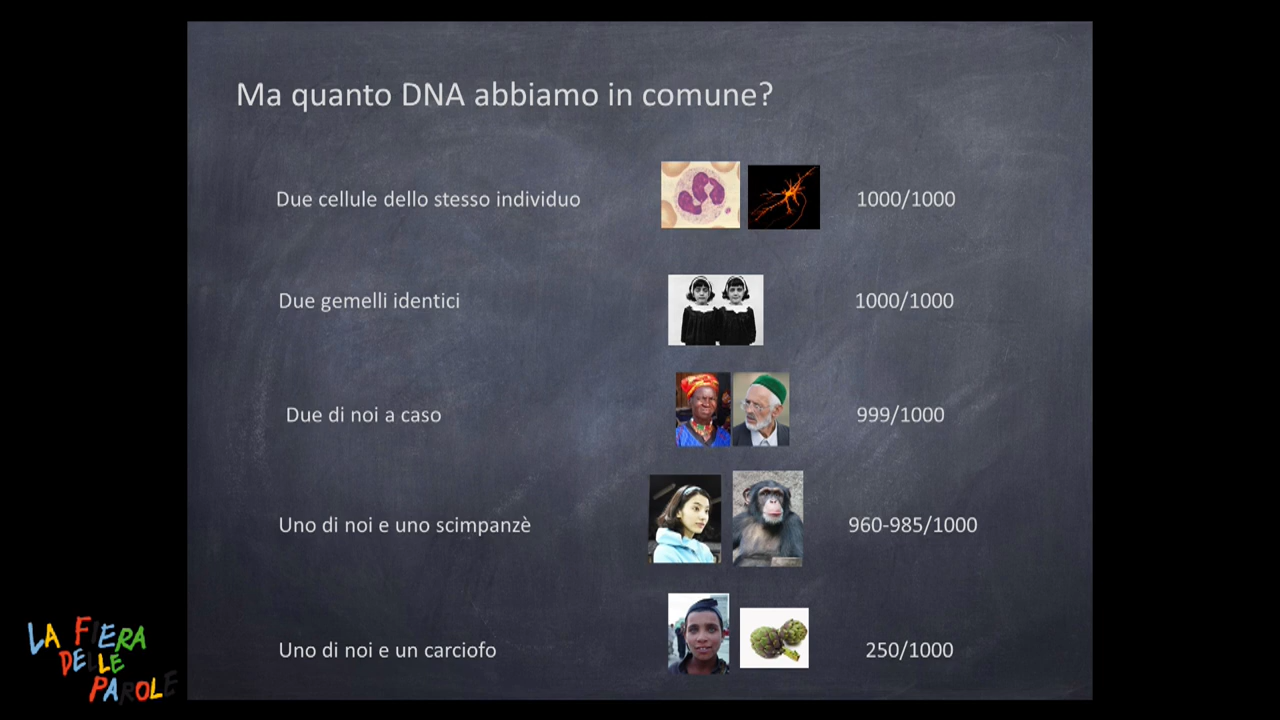 Ma quanto DNA abbiamo in comune?
Due cellule dello stesso individuo 1000/1000
Due gemelli identici 1000/1000
Due di noi a caso 999/1000
Uno di noi e uno scimpanzè 960-985/1000
Uno di noi e un carciofo 250/1000
LA FIERA
DELLE
PAROLE